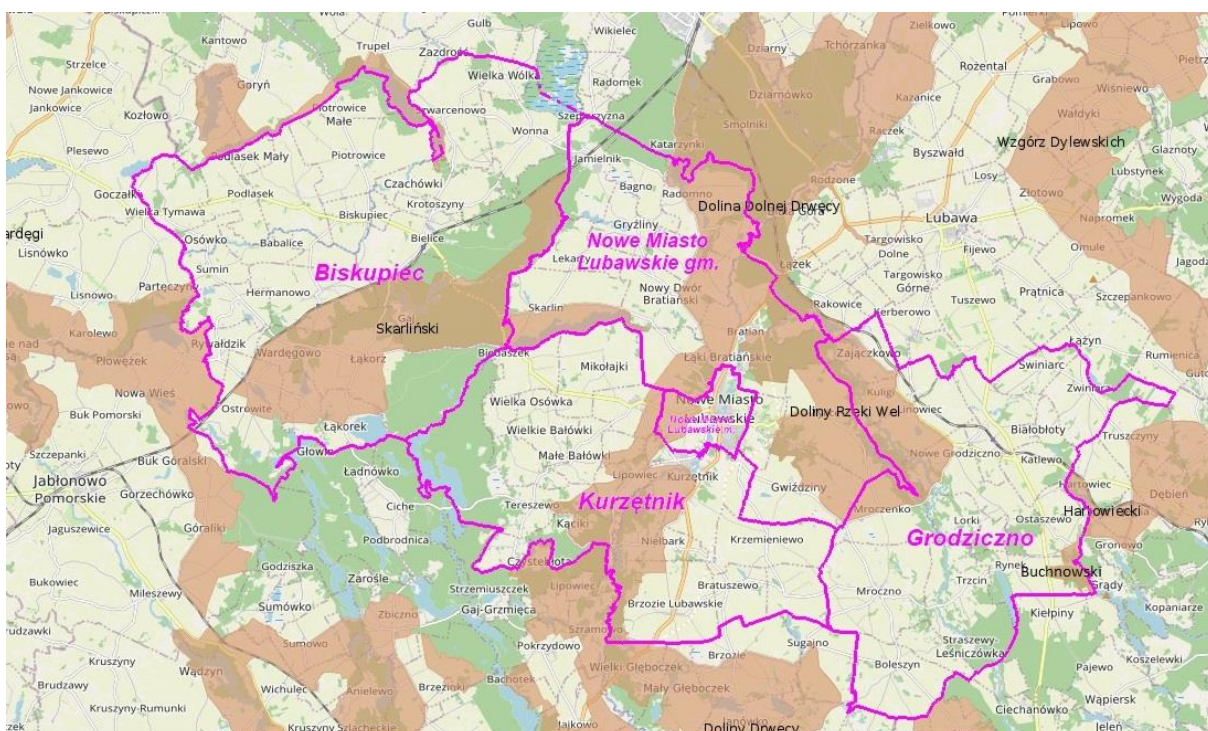 Gulb
Wikielec
Zielkowo
Lipowo
Kantowo
Trupel
Zazdrość
Dziarny
Tchórzanka
Strzelce
Rożental
Grabowo
Goryń
Wielka Wólka
Radomek
Dziarnówko
Wiśniewo
Nowe Jankowice
Jankowice
Kozłowo
Piotrowice
Małe
Kazanice
Wałdyki
Wonna
Smolniki
Katarzynki
Raczek
Byszwałd
Wzgórz Dylewskich
Glaznoty
Plesewo
Podlasek Mały
Piotrowice
Jamielnik
Losy
Lubstynek
Czachówki
Bagno
Radomno
Rodzone
Złotowo
Wygoda
Podlasek
Krotoszyny
Dolina Dolnej Drwęcy
Lubawa
Napromek
Wielka Tymawa
Biskupiec
Gryźliny
Lisnówko
Osówko
Babalice
Bielice
Nowe Miasto
Lubawskie gm.
Targowisko
Dolne
Fijewo
Omule
Sumin
Biskupiec
Lekarty
Łążek
Targowisko
Górne
Partęczyny
Hermanowo
Nowy Dwór
Bratiański
Prątnica
Szczepankowo
Lisnowo
Skarlin
Rakowice
Tuszewo
Kerberowo
Karolewo
Skarliński
Bratian
Łążyn
Rywałdzik
Wardęgowo
Łąkorz
Płowężek
Mikołajki
Łąki Bratiańskie
Zajączkowo
Swiniarc
Rumienica
Nowa Wieś
Kuligi
Zwiniarz
Wielka Osówka
Nowe Miasto
Lubawskie
Doliny Rzeki Wel
Linowiec
Ostrowite
Buk Pomorski
Łąkorek
Wielkie Bałówki
Białobłoty
Truszczyny
Szczepanki
Buk Góralski
Głowin
Małe Bałówki
Lipowiec
Nowe Grodziczno
Katlewo
Jabłonowo
Pomorskie
Ładnówko
Kurzętnik
Gorzechówko
Ciche
Tereszewo
Kurzętnik
Gwiździny
Mroczenko
Hartowiec
Dębień
Góraliki
Kąciki
Lorki
Ostaszewo
Jaguszewice
Podbrodnica
Nielbark
Krzemieniewo
Grodziczno
Gronowo
Godziszka
Zarośle
Rynek
Buchnowski
Grądy
Bukowiec
Mileszewy
Strzemiuszczek
Lipowiec
Bratuszewo
Mroczno
Trzcin
Sumówko
Zbiczno
Gaj-Grzmięca
Brzozie Lubawskie
Kiełpiny
Kopaniarze
Szramowo
Kruszyny
Sumowo
Pokrzydowo
Brzozie
Sugajno
Straszewy-
Leśniczówka
Wądzyn
Wielki Głęboczek
Boleszyn
Koszelewki
Brudzawy
Wichulec
Anielewo
Bachotek
Mały Głęboczek
Pajewo
Kruszyny-Rumunki
Wąpiersk
Ciechanówko
Kruszyny Szlacheckie
Janówko
Jeleń
Doliny Drwęcy